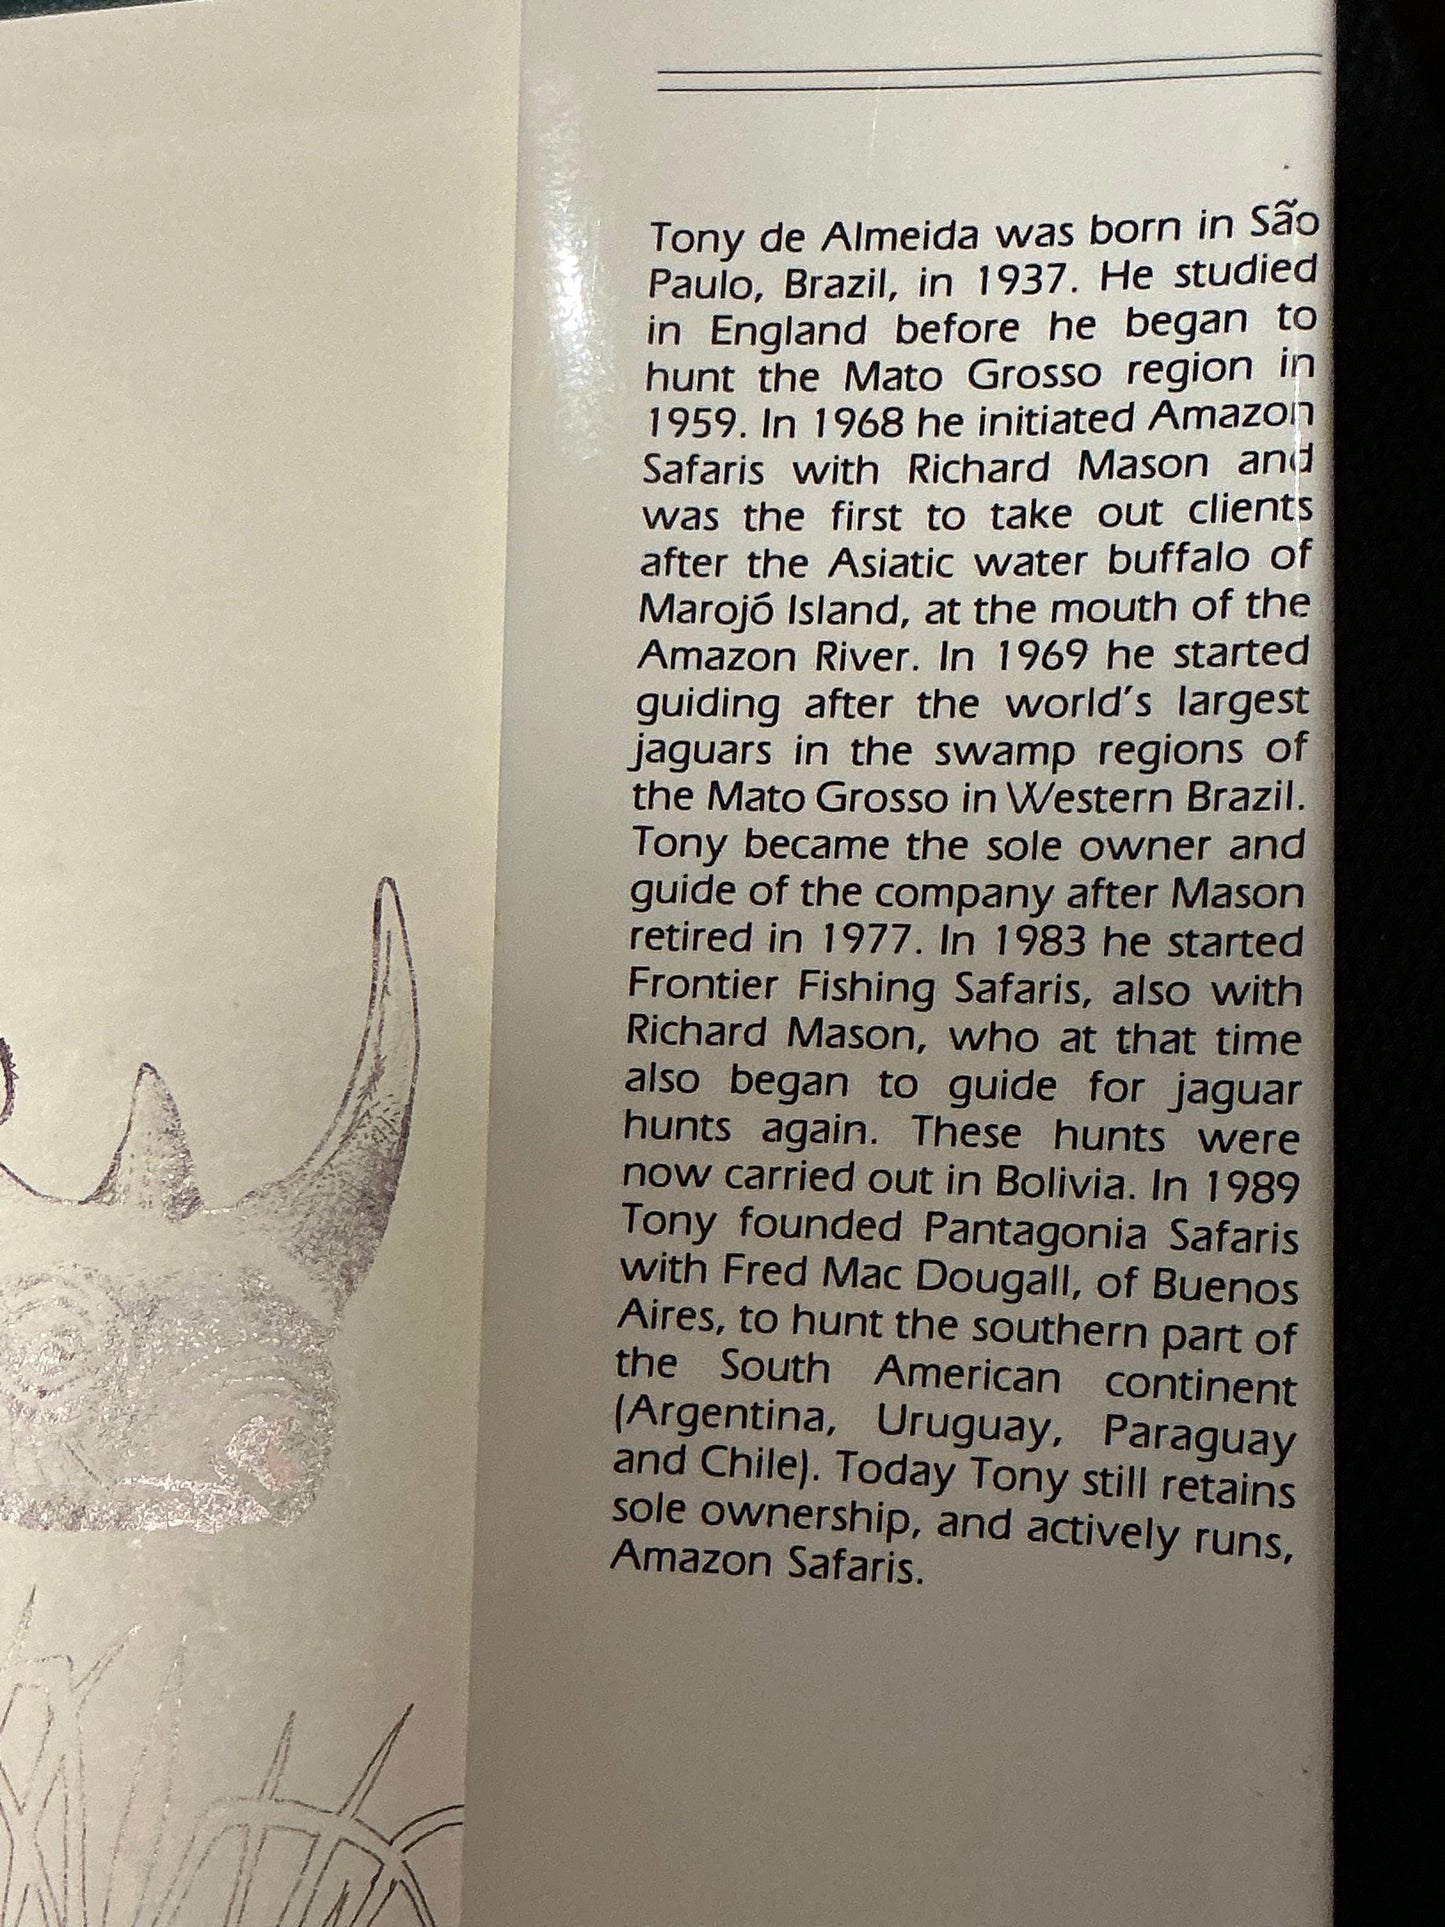 Tony de Almeida was born in São
Paulo, Brazil, in 1937. He studied
in England before he began to
hunt the Mato Grosso region in
1959. In 1968 he initiated Amazon
Safaris with Richard Mason and
was the first to take out clients
after the Asiatic water buffalo of
Marojó Island, at the mouth of the
Amazon River. In 1969 he started
guiding after the world's largest
jaguars in the swamp regions of
the Mato Grosso in Western Brazil.
Tony became the sole owner and
guide of the company after Mason
retired in 1977. In 1983 he started
Frontier Fishing Safaris, also with
Richard Mason, who at that time
also began to guide for jaguar
hunts again. These hunts were
now carried out in Bolivia. In 1989
Tony founded Pantagonia Safaris
with Fred Mac Dougall, of Buenos
Aires, to hunt the southern part of
the South American continent
(Argentina, Uruguay, Paraguay
and Chile). Today Tony still retains
sole ownership, and actively runs,
Amazon Safaris.